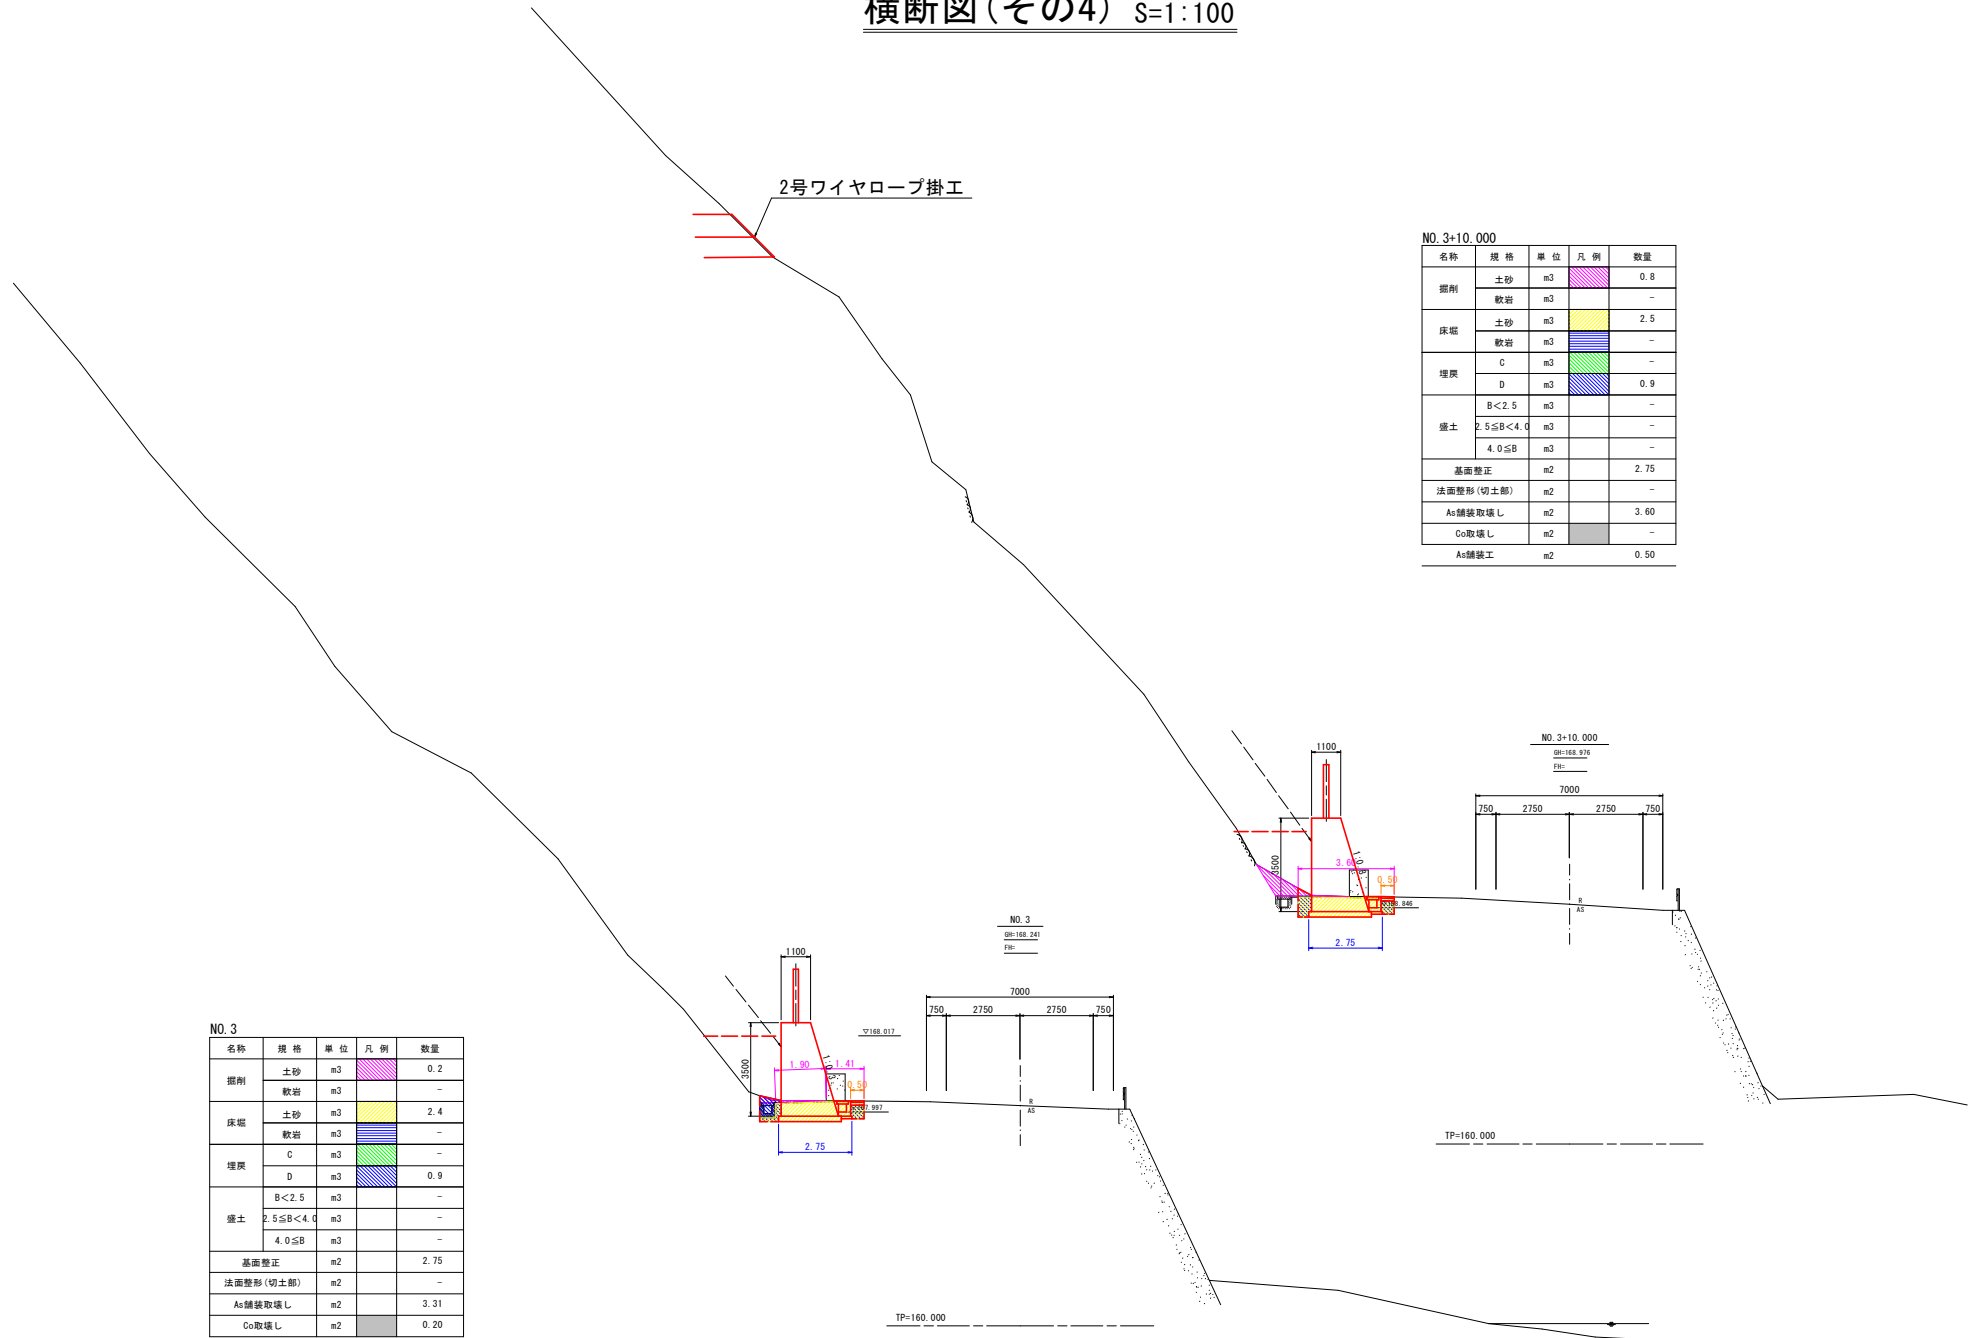 横断図(その4) S=1:100
2号ワイヤロープ掛工
NO.3+10.000
名称 規格 単位 凡例 数量
掘削 土砂 m3 0.8
軟岩 m3 -
床堀 土砂 m3 2.5
軟岩 m3 -
埋戻 C m3 -
D m3 0.9
盛土 B<2.5 m3 -
2.5≦B<4.0 m3 -
4.0≦B m3 -
基面整正 m2 2.75
法面整形(切土部) m2 -
As舗装取壊し m2 3.60
Co取壊し m2 -
As舗装工 m2 0.50
NO.3+10.000
GH=168.976
FH=
7000
750 2750 2750 750
1100
3500
3.60
0.50
2.75
R
AS
TP=160.000
NO.3
GH=168.241
FH=
7000
750 2750 2750 750
1100
▽168.017
3500
1.90 1.41
0.50
2.75
R
AS
TP=160.000
NO.3
名称 規格 単位 凡例 数量
掘削 土砂 m3 0.2
軟岩 m3 -
床堀 土砂 m3 2.4
軟岩 m3 -
埋戻 C m3 -
D m3 0.9
盛土 B<2.5 m3 -
2.5≦B<4.0 m3 -
4.0≦B m3 -
基面整正 m2 2.75
法面整形(切土部) m2 -
As舗装取壊し m2 3.31
Co取壊し m2 0.20